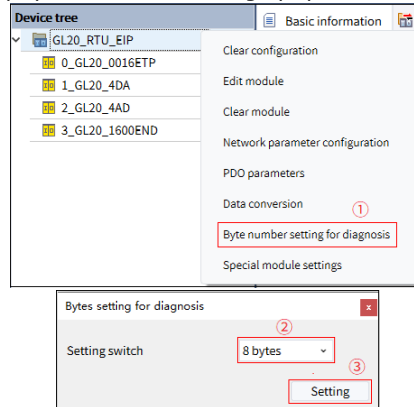 Device tree
Basic information
GL20_RTU_EIP
0_GL20_0016ETP
1_GL20_4DA
2_GL20_4AD
3_GL20_1600END
Clear configuration
Edit module
Clear module
Network parameter configuration
PDO parameters
Data conversion
①
Byte number setting for diagnosis
Special module settings
Bytes setting for diagnosis
x
②
Setting switch
8 bytes
③
Setting